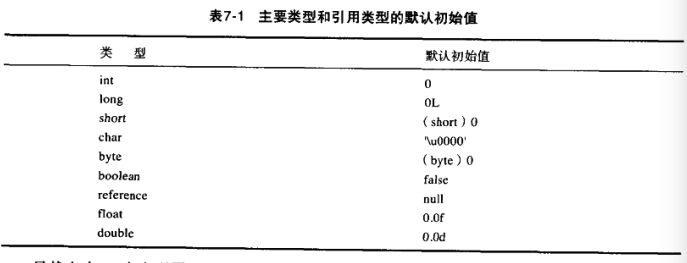 表7-1 主要类型和引用类型的默认初始值
类 型 默认初始值
int 0
long 0L
short （short）0
char '\u0000'
byte （byte）0
boolean false
reference null
float 0.0f
double 0.0d